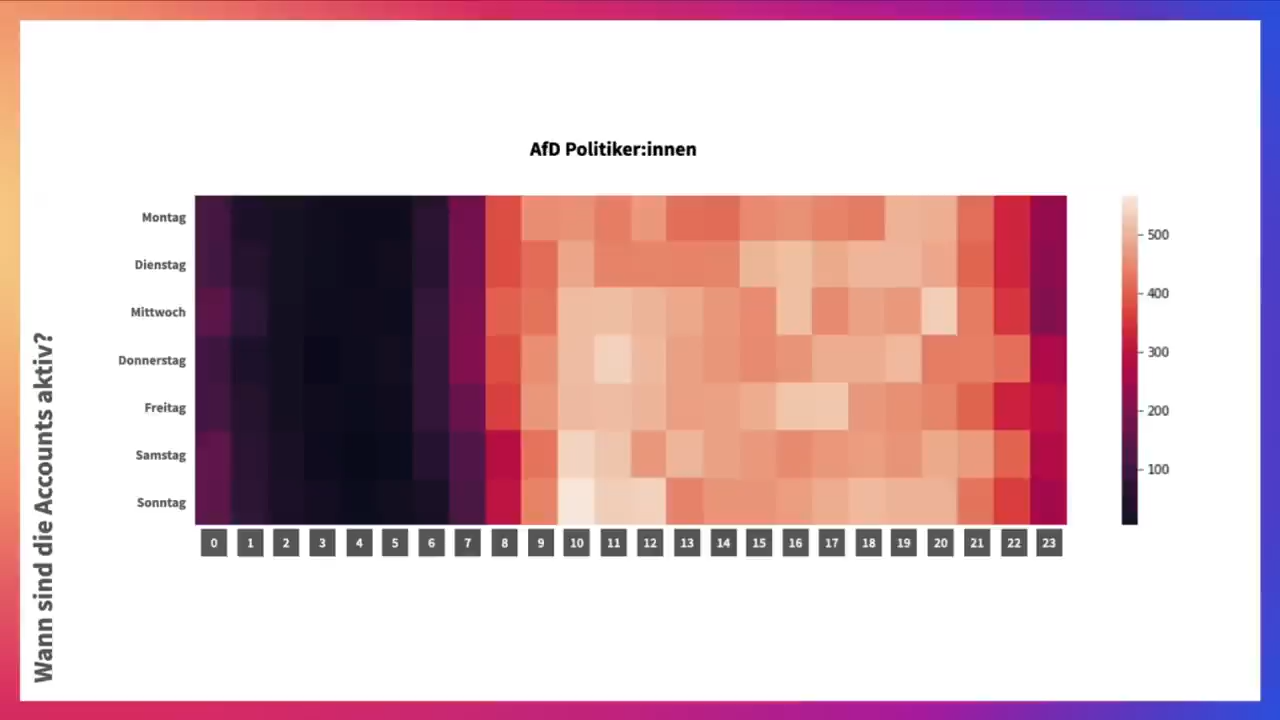 AfD Politiker:innen
Wann sind die Accounts aktiv?
Montag
Dienstag
Mittwoch
Donnerstag
Freitag
Samstag
Sonntag
0 1 2 3 4 5 6 7 8 9 10 11 12 13 14 15 16 17 18 19 20 21 22 23
500
400
300
200
100